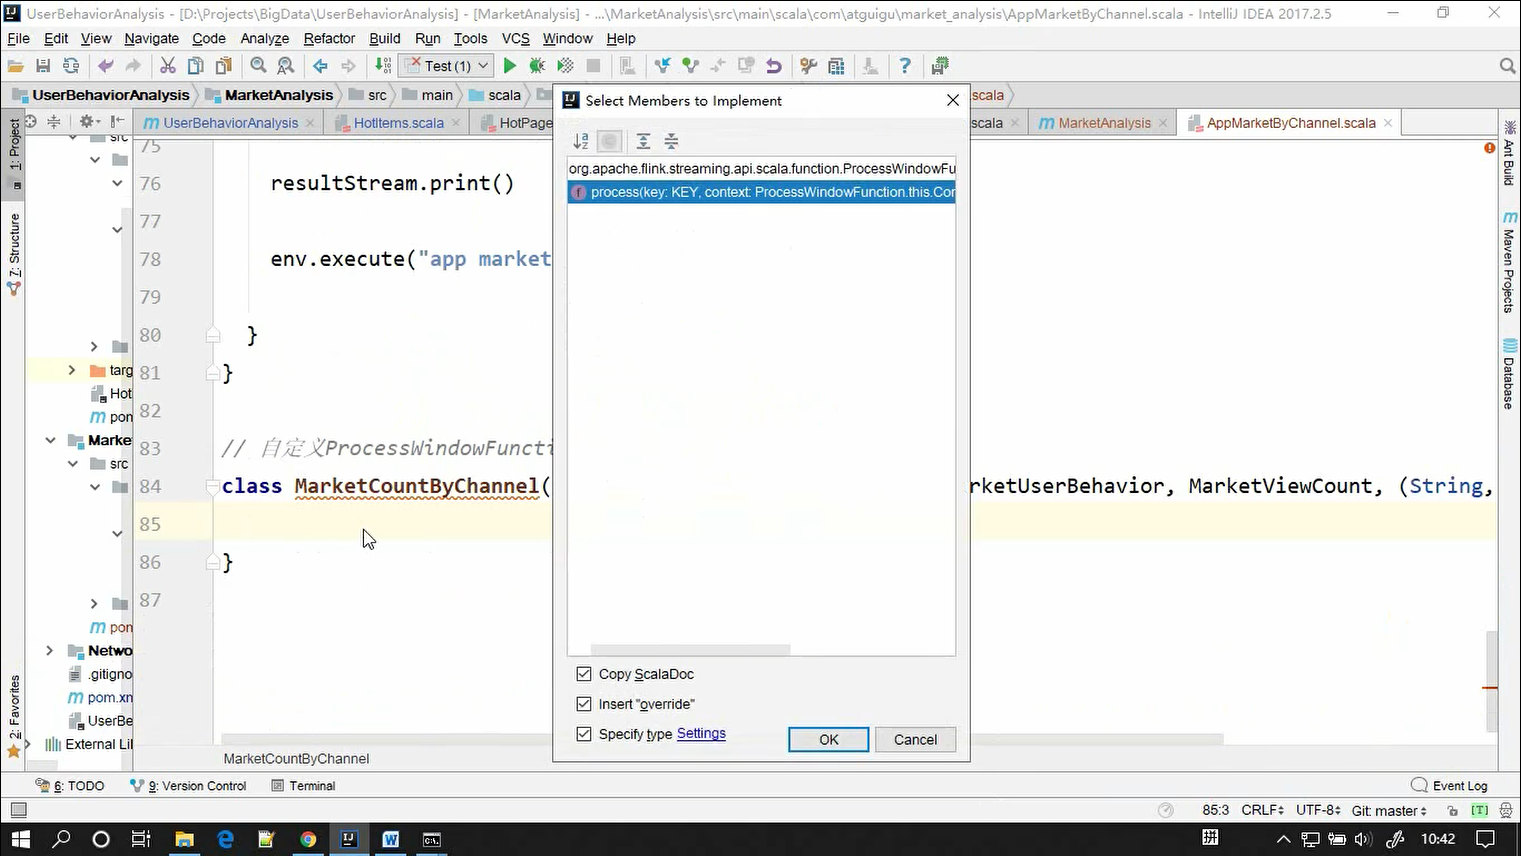 UserBehaviorAnalysis - [D:\Projects\BigData\UserBehaviorAnalysis] - [MarketAnalysis] - ...\MarketAnalysis\src\main\scala\com\atguigu\market_analysis\AppMarketByChannel.scala - IntelliJ IDEA 2017.2.5
File Edit View Navigate Code Analyze Refactor Build Run Tools VCS Window Help
Test (1)
UserBehaviorAnalysis MarketAnalysis src main scala .scala
UserBehaviorAnalysis HotItems.scala HotPage scala MarketAnalysis AppMarketByChannel.scala
1: Project
7: Structure
2: Favorites
src
targ
Hot
pom
Marke
src
pom
Netwo
.gitigno
pom.xn
UserBe
External Lil
75
76 resultStream.print()
77
78 env.execute("app market
79
80 }
81 }
82
83 // 自定义ProcessWindowFuncti
84 class MarketCountByChannel( rketUserBehavior, MarketViewCount, (String,
85
86 }
87
MarketCountByChannel
Select Members to Implement
org.apache.flink.streaming.api.scala.function.ProcessWindowFu
process(key: KEY, context: ProcessWindowFunction.this.Con
Copy ScalaDoc
Insert "override"
Specify type Settings
OK Cancel
Ant Build
Maven Projects
Database
6: TODO 9: Version Control Terminal Event Log
85:3 CRLF UTF-8 Git: master [T]
拼 10:42